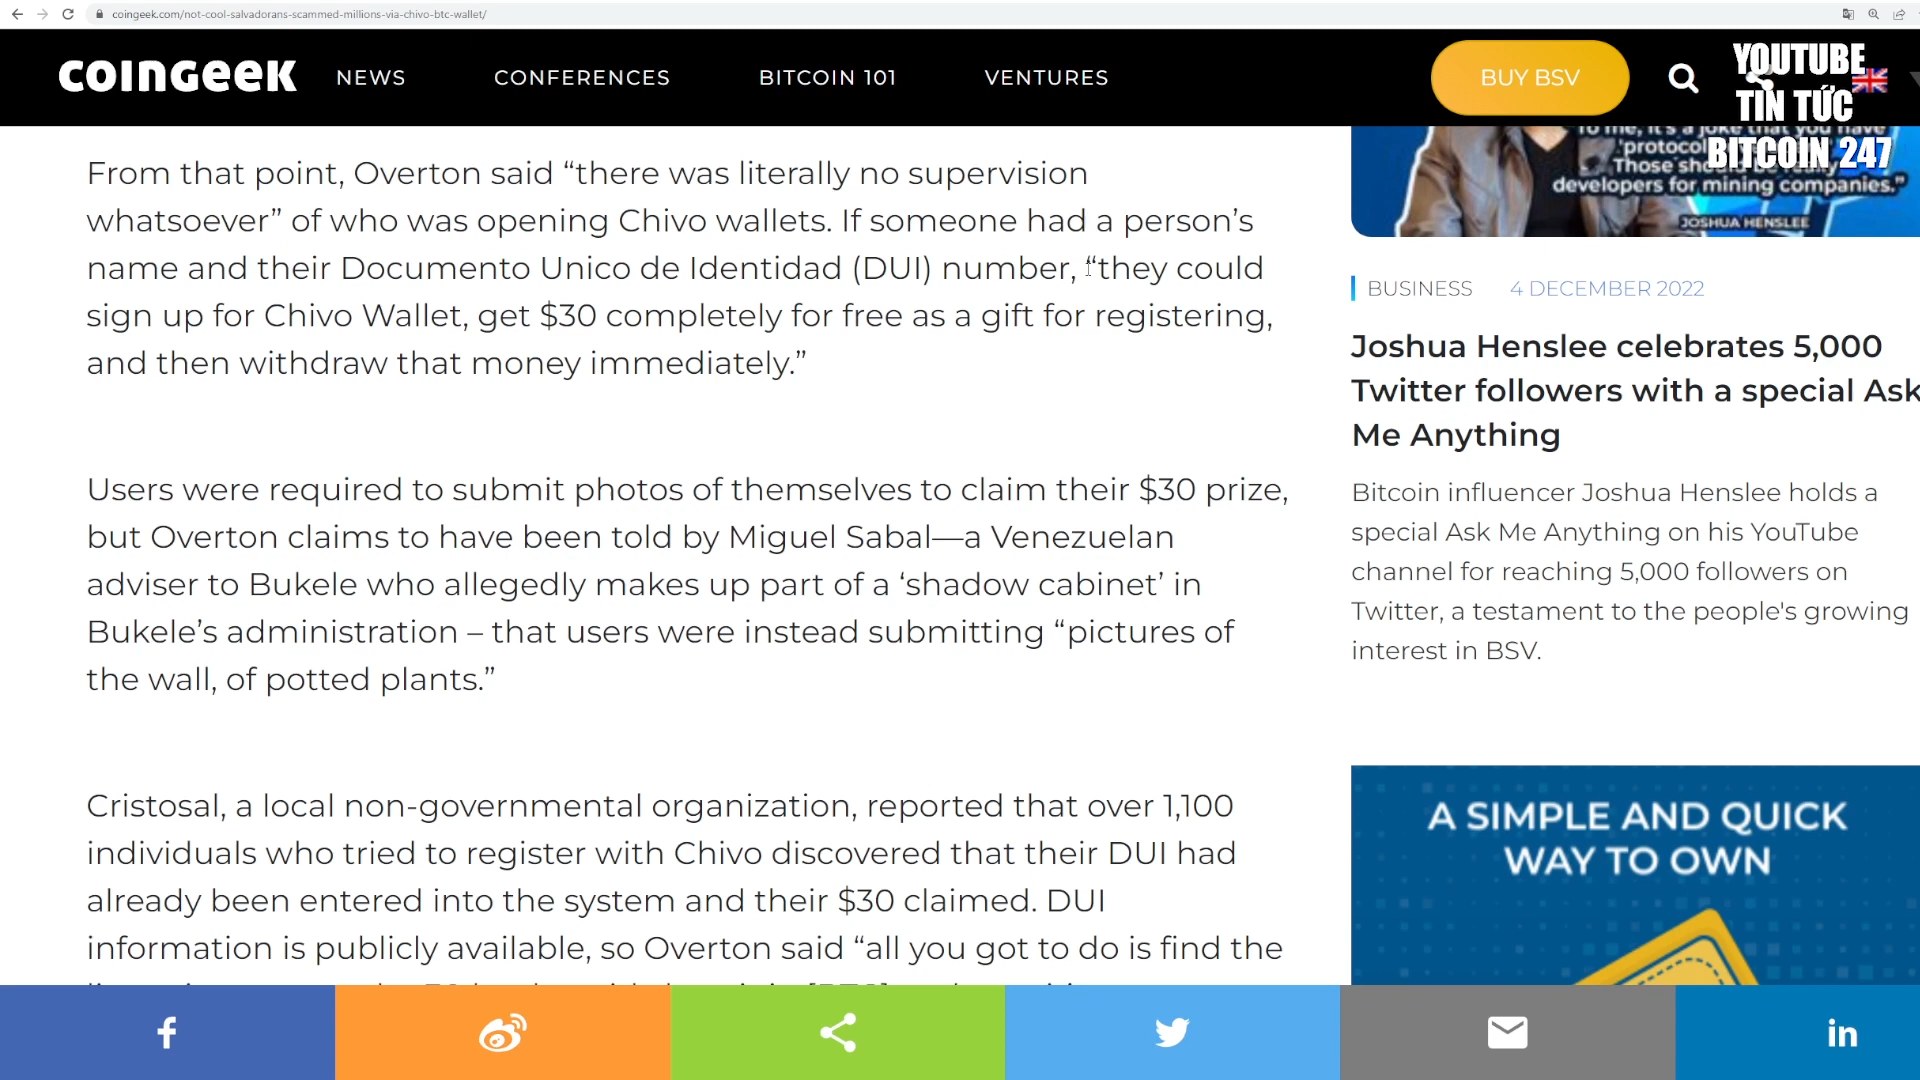 coingeek.com/not-cool-salvadorans-scammed-millions-via-chivo-btc-wallet/
COINGEEK
NEWS
CONFERENCES
BITCOIN 101
VENTURES
BUY BSV
YOUTUBE
TIN TỨC
BITCOIN 247
From that point, Overton said “there was literally no supervision
whatsoever” of who was opening Chivo wallets. If someone had a person’s
name and their Documento Unico de Identidad (DUI) number, “they could
sign up for Chivo Wallet, get $30 completely for free as a gift for registering,
and then withdraw that money immediately.”
Users were required to submit photos of themselves to claim their $30 prize,
but Overton claims to have been told by Miguel Sabal—a Venezuelan
adviser to Bukele who allegedly makes up part of a ‘shadow cabinet’ in
Bukele’s administration – that users were instead submitting “pictures of
the wall, of potted plants.”
Cristosal, a local non-governmental organization, reported that over 1,100
individuals who tried to register with Chivo discovered that their DUI had
already been entered into the system and their $30 claimed. DUI
information is publicly available, so Overton said “all you got to do is find the
To me, it's a joke that you have
'protocol
Those
developers for mining companies."
JOSHUA HENSLEE
BUSINESS
4 DECEMBER 2022
Joshua Henslee celebrates 5,000
Twitter followers with a special Ask
Me Anything
Bitcoin influencer Joshua Henslee holds a
special Ask Me Anything on his YouTube
channel for reaching 5,000 followers on
Twitter, a testament to the people's growing
interest in BSV.
A SIMPLE AND QUICK
WAY TO OWN